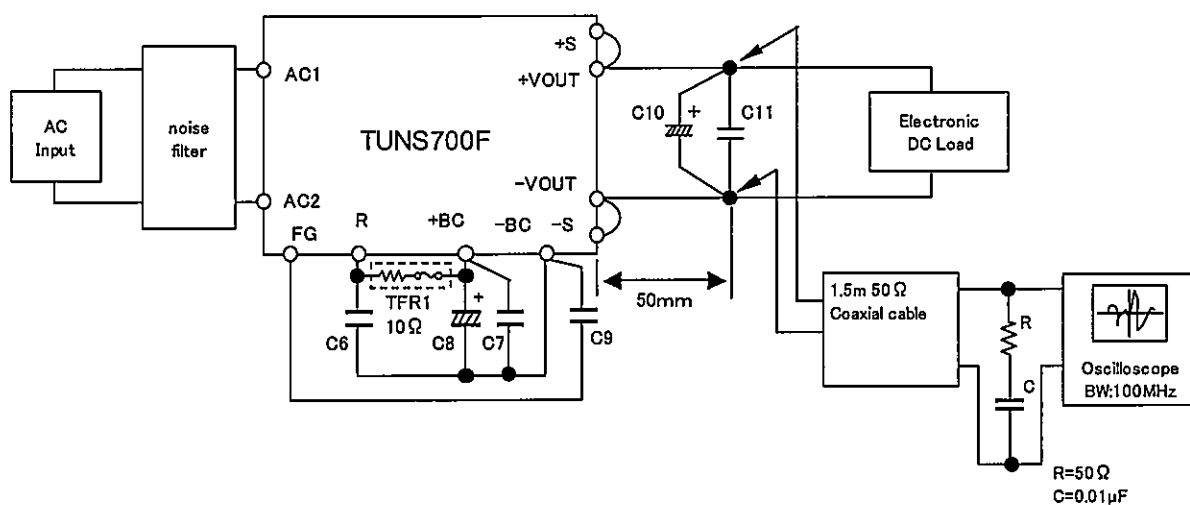 AC
Input
noise
filter
AC1
AC2
TUNS700F
+S
+VOUT
-VOUT
-S
FG
R
+BC
-BC
TFR1
10Ω
C6
+
C8
C7
C9
C10
+
C11
50mm
Electronic
DC Load
1.5m 50Ω
Coaxial cable
R
C
Oscilloscope
BW:100MHz
R=50Ω
C=0.01μF